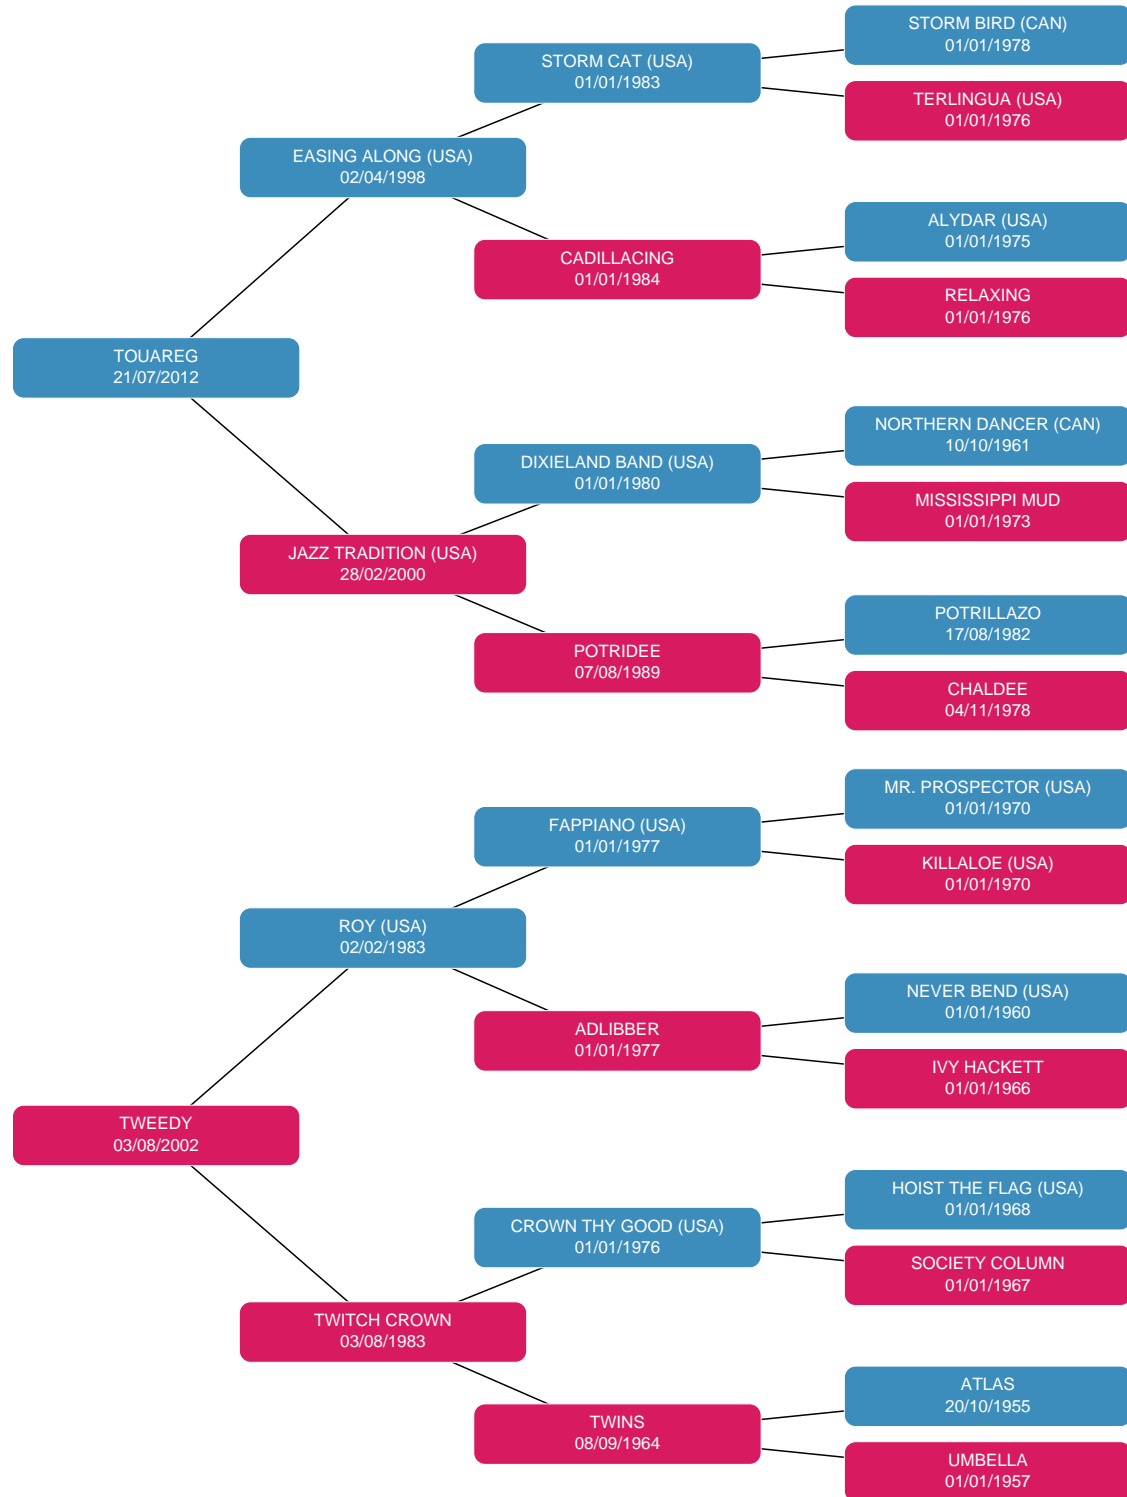 STORM BIRD (CAN)
01/01/1978
STORM CAT (USA)
01/01/1983
TERLINGUA (USA)
01/01/1976
EASING ALONG (USA)
02/04/1998
ALYDAR (USA)
01/01/1975
CADILLACING
01/01/1984
RELAXING
01/01/1976
TOUAREG
21/07/2012
NORTHERN DANCER (CAN)
10/10/1961
DIXIELAND BAND (USA)
01/01/1980
MISSISSIPPI MUD
01/01/1973
JAZZ TRADITION (USA)
28/02/2000
POTRILLAZO
17/08/1982
POTRIDEE
07/08/1989
CHALDEE
04/11/1978
MR. PROSPECTOR (USA)
01/01/1970
FAPPIANO (USA)
01/01/1977
KILLALOE (USA)
01/01/1970
ROY (USA)
02/02/1983
NEVER BEND (USA)
01/01/1960
ADLIBBER
01/01/1977
IVY HACKETT
01/01/1966
TWEEDY
03/08/2002
HOIST THE FLAG (USA)
01/01/1968
CROWN THY GOOD (USA)
01/01/1976
SOCIETY COLUMN
01/01/1967
TWITCH CROWN
03/08/1983
ATLAS
20/10/1955
TWINS
08/09/1964
UMBELLA
01/01/1957